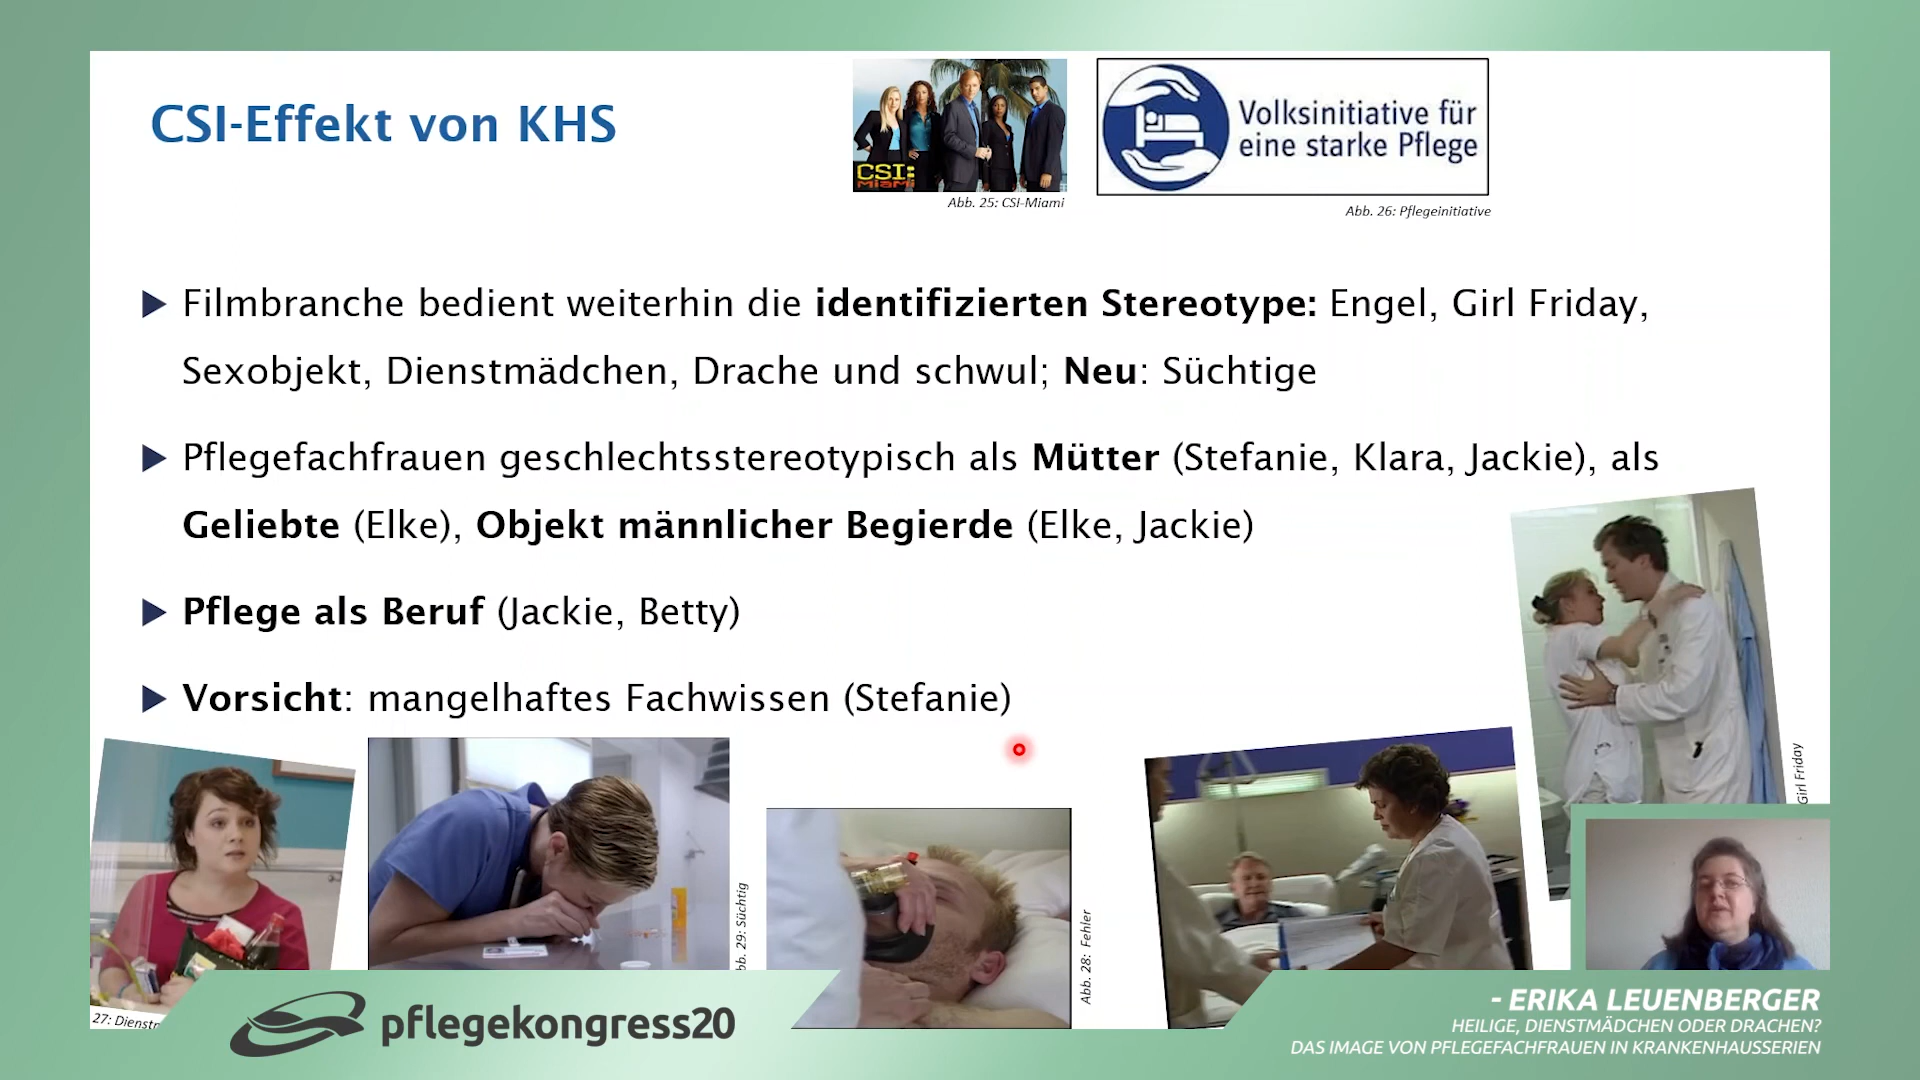 CSI-Effekt von KHS
CSI:
Miami
Abb. 25: CSI-Miami
Volksinitiative für
eine starke Pflege
Abb. 26: Pflegeinitiative
Filmbranche bedient weiterhin die identifizierten Stereotype: Engel, Girl Friday,
Sexobjekt, Dienstmädchen, Drache und schwul; Neu: Süchtige
Pflegefachfrauen geschlechtsstereotypisch als Mütter (Stefanie, Klara, Jackie), als
Geliebte (Elke), Objekt männlicher Begierde (Elke, Jackie)
Pflege als Beruf (Jackie, Betty)
Vorsicht: mangelhaftes Fachwissen (Stefanie)
27: Dienstm
bb. 29: Süchtig
Abb. 28: Fehler
Girl Friday
pflegekongress20
- ERIKA LEUENBERGER
HEILIGE, DIENSTMÄDCHEN ODER DRACHEN?
DAS IMAGE VON PFLEGEFACHFRAUEN IN KRANKENHAUSSERIEN